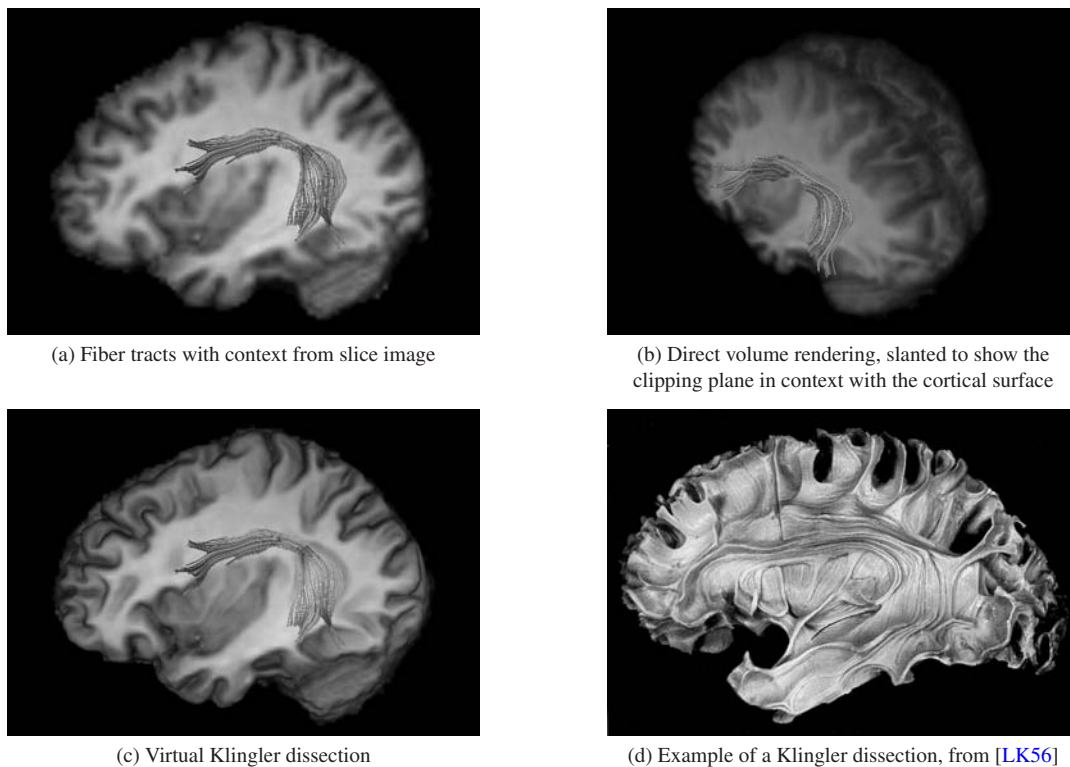 (a) Fiber tracts with context from slice image
(b) Direct volume rendering, slanted to show the
clipping plane in context with the cortical surface
(c) Virtual Klingler dissection
(d) Example of a Klingler dissection, from [LK56]